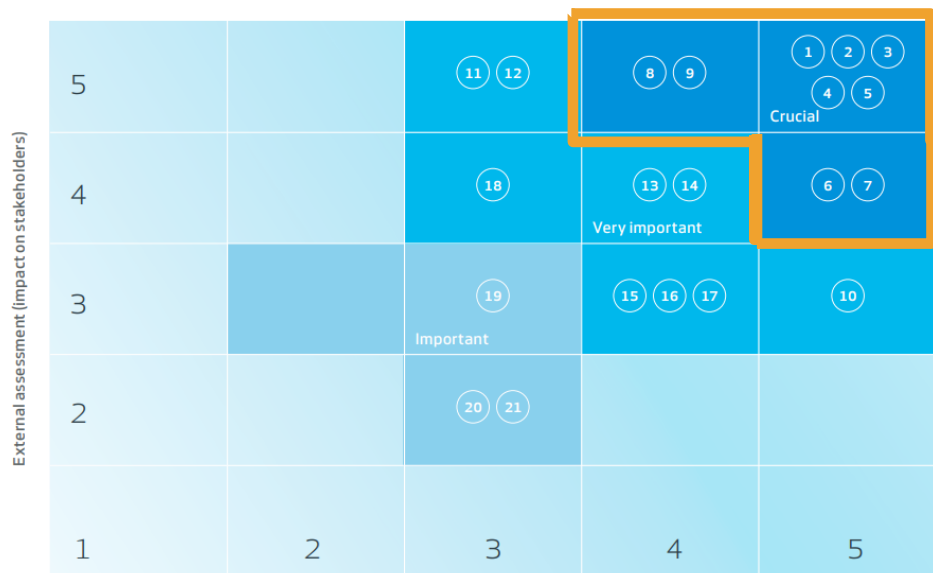 External assessment (impact on stakeholders)
5
11 12
8 9
1 2 3
4 5
Crucial
4
18
13 14
Very important
6 7
3
19
Important
15 16 17
10
2
20 21
1 2 3 4 5